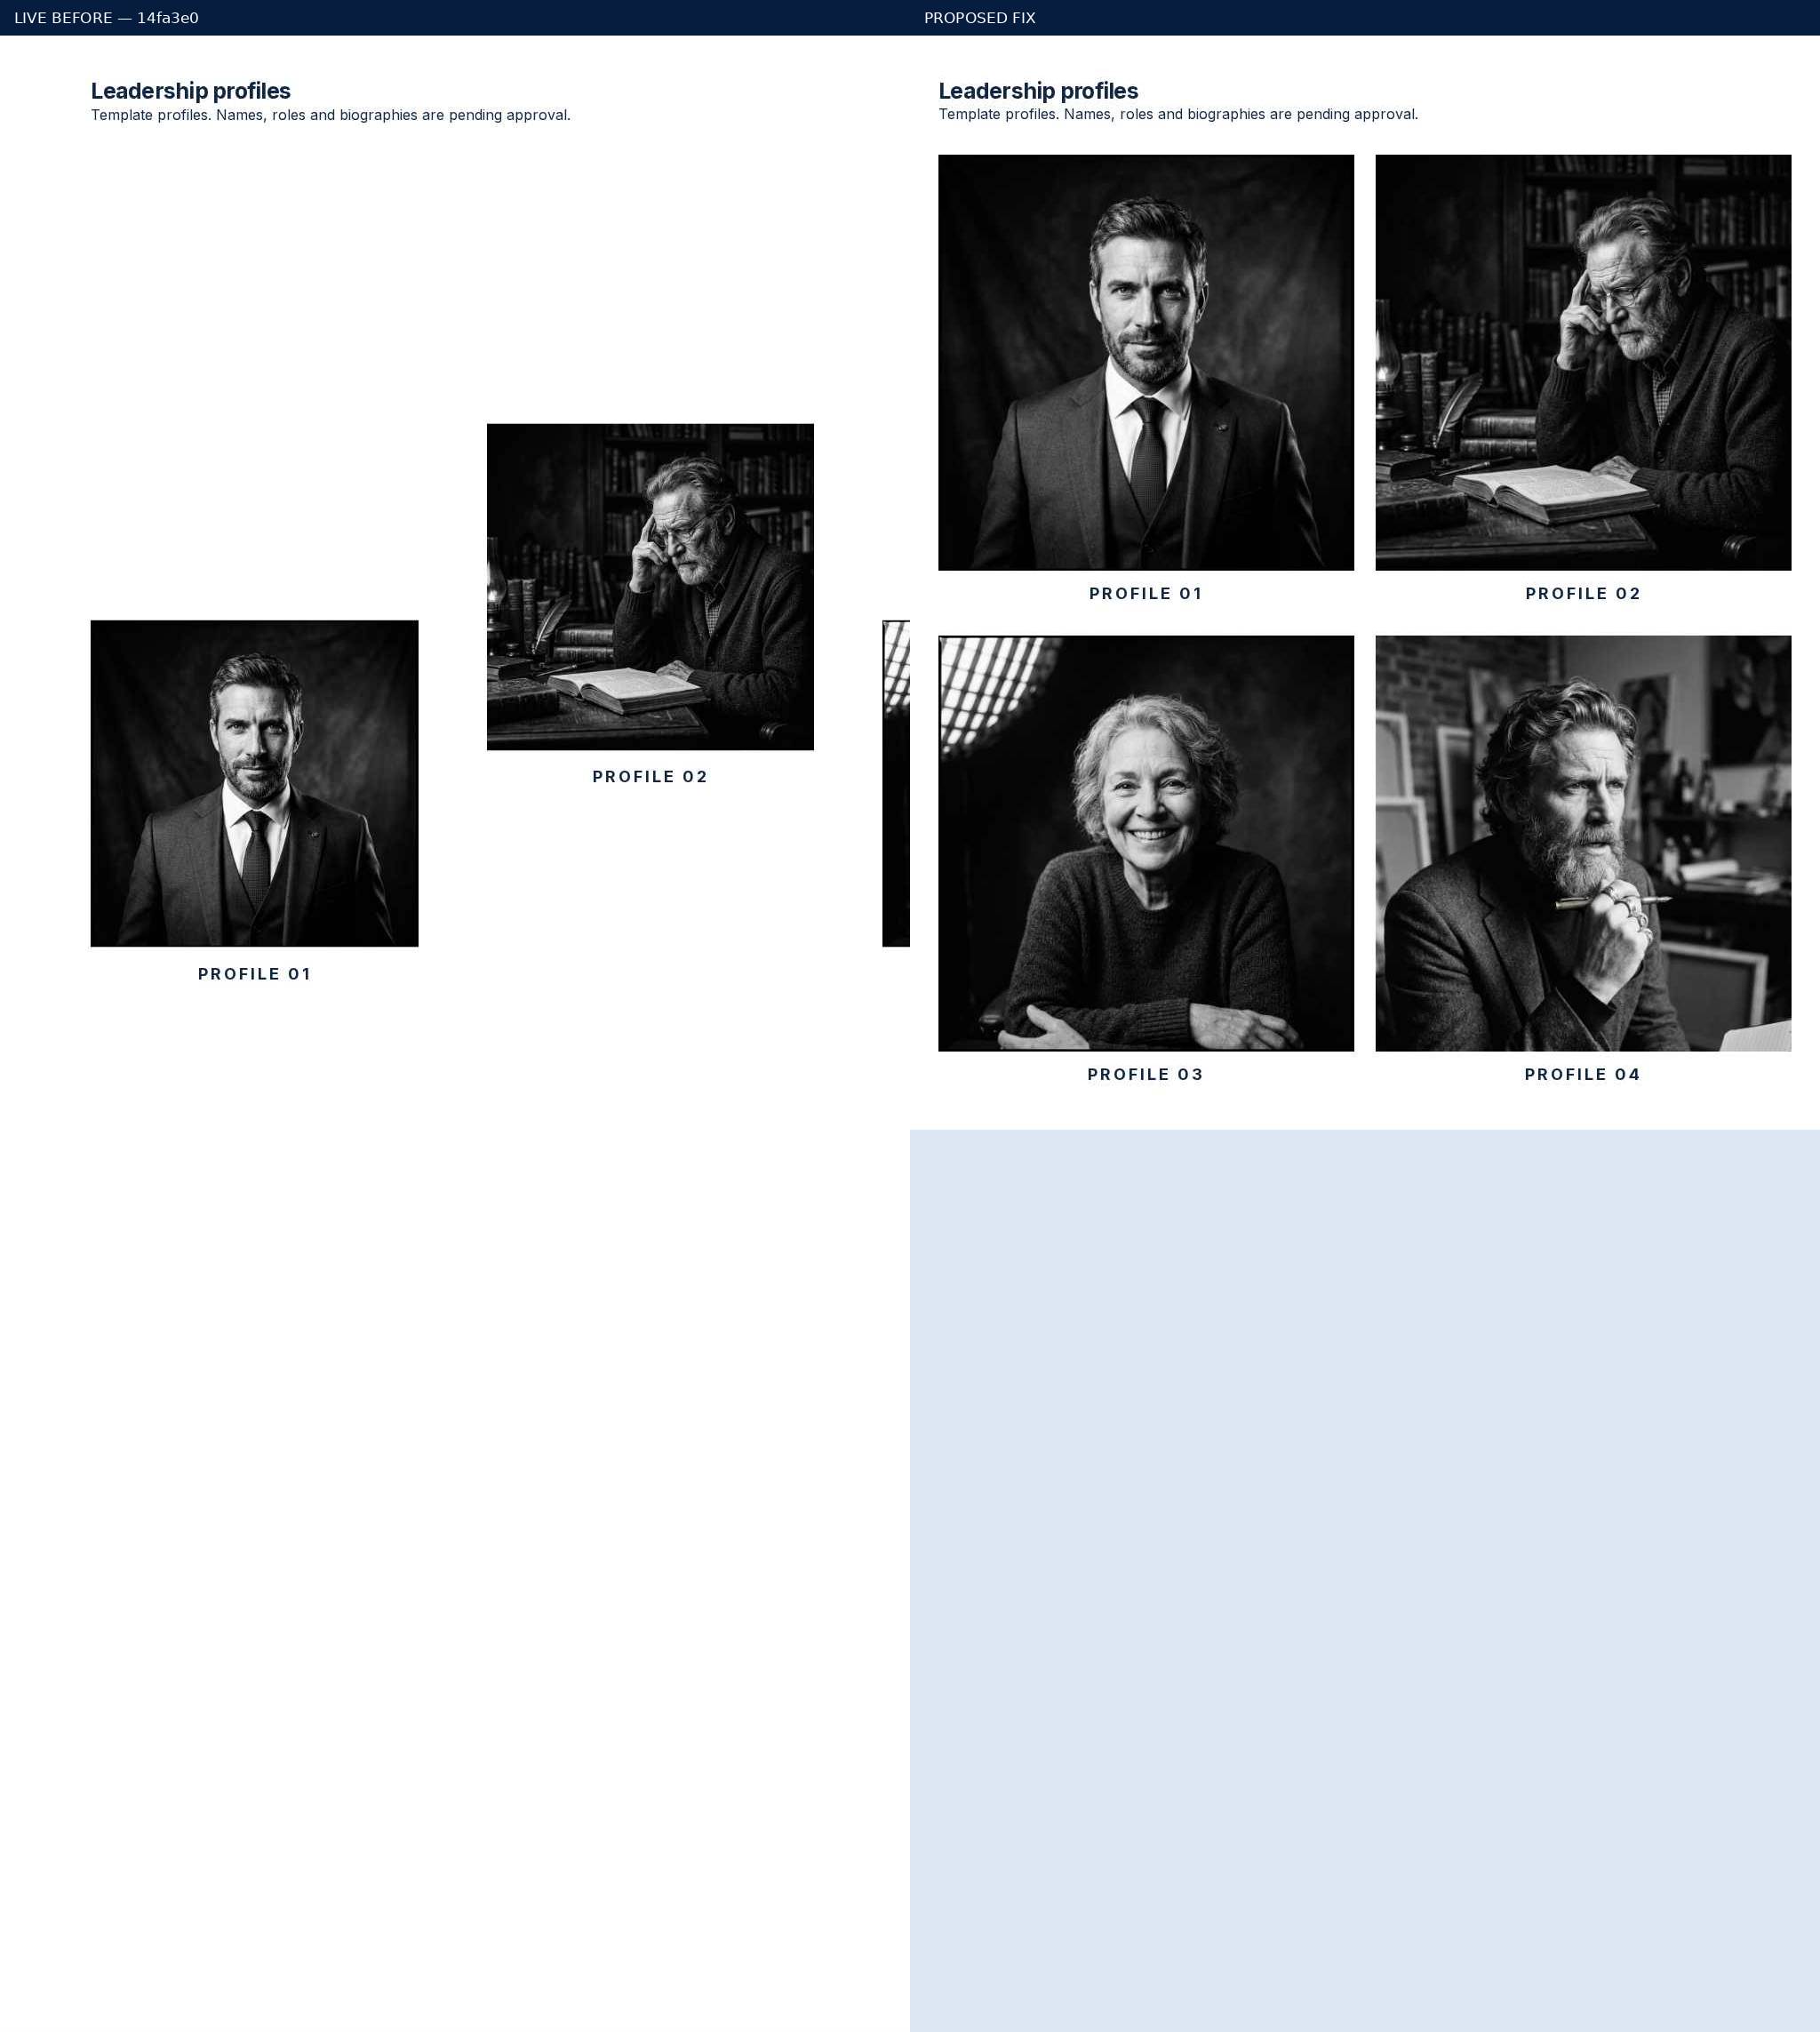 LIVE BEFORE — 14fa3e0
Leadership profiles
Template profiles. Names, roles and biographies are pending approval.
PROFILE 02
PROFILE 01
PROPOSED FIX
Leadership profiles
Template profiles. Names, roles and biographies are pending approval.
PROFILE 01
PROFILE 02
PROFILE 03
PROFILE 04